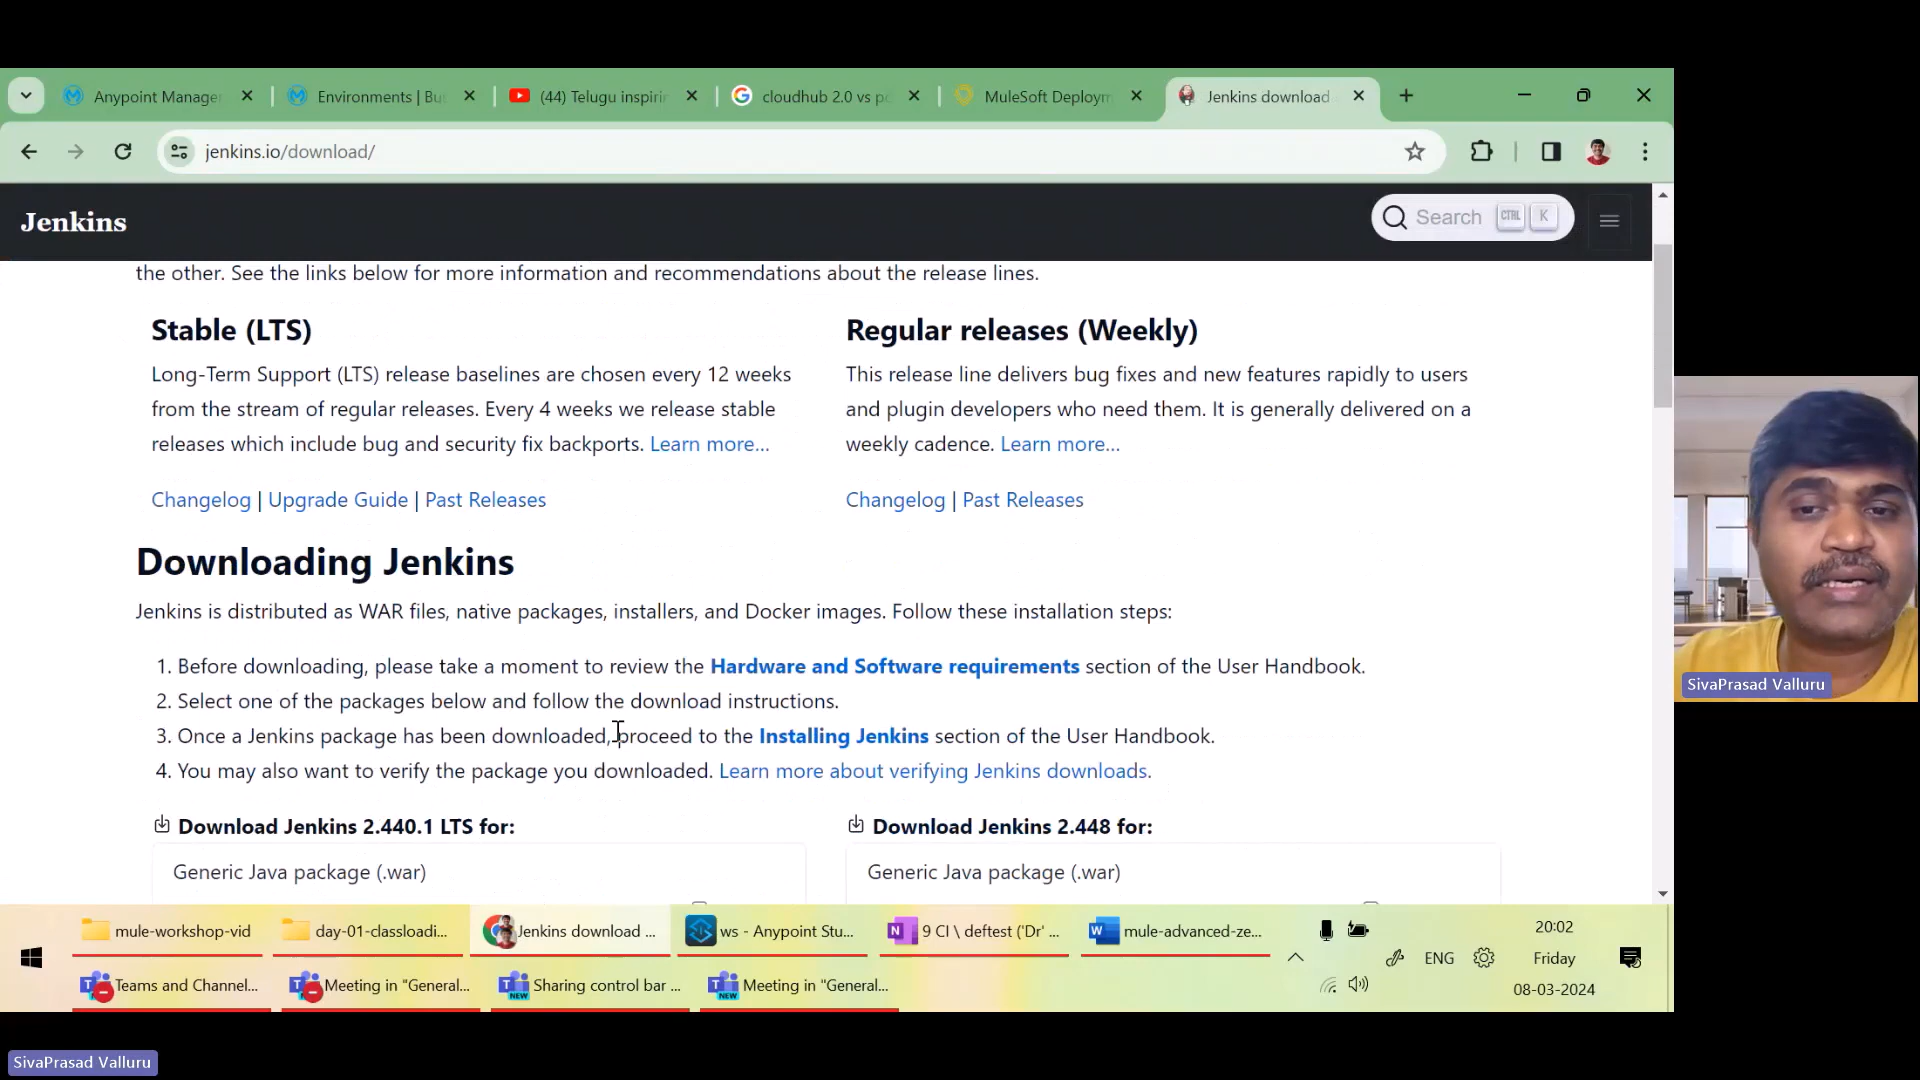 Anypoint Manager
Environments | Bu
(44) Telugu inspirin
cloudhub 2.0 vs p
MuleSoft Deploym
Jenkins download
jenkins.io/download/
Jenkins
Search CTRL K
the other. See the links below for more information and recommendations about the release lines.
Stable (LTS)
Long-Term Support (LTS) release baselines are chosen every 12 weeks
from the stream of regular releases. Every 4 weeks we release stable
releases which include bug and security fix backports. Learn more...
Changelog | Upgrade Guide | Past Releases
Regular releases (Weekly)
This release line delivers bug fixes and new features rapidly to users
and plugin developers who need them. It is generally delivered on a
weekly cadence. Learn more...
Changelog | Past Releases
Downloading Jenkins
Jenkins is distributed as WAR files, native packages, installers, and Docker images. Follow these installation steps:
1. Before downloading, please take a moment to review the Hardware and Software requirements section of the User Handbook.
2. Select one of the packages below and follow the download instructions.
3. Once a Jenkins package has been downloaded, proceed to the Installing Jenkins section of the User Handbook.
4. You may also want to verify the package you downloaded. Learn more about verifying Jenkins downloads.
Download Jenkins 2.440.1 LTS for:
Generic Java package (.war)
Download Jenkins 2.448 for:
Generic Java package (.war)
SivaPrasad Valluru
mule-workshop-vid
day-01-classloadi...
Jenkins download ...
ws - Anypoint Stu...
9 CI \ deftest ('Dr' ...
mule-advanced-ze...
Teams and Channel...
Meeting in "General...
Sharing control bar ...
Meeting in "General...
ENG
20:02
Friday
08-03-2024
SivaPrasad Valluru